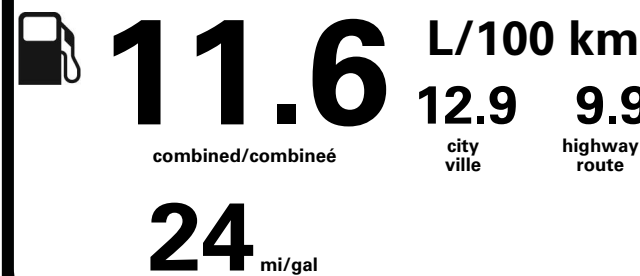 11.6 L/100 km
12.9 9.9
combined/combineé
city highway
ville route
24 mi/gal